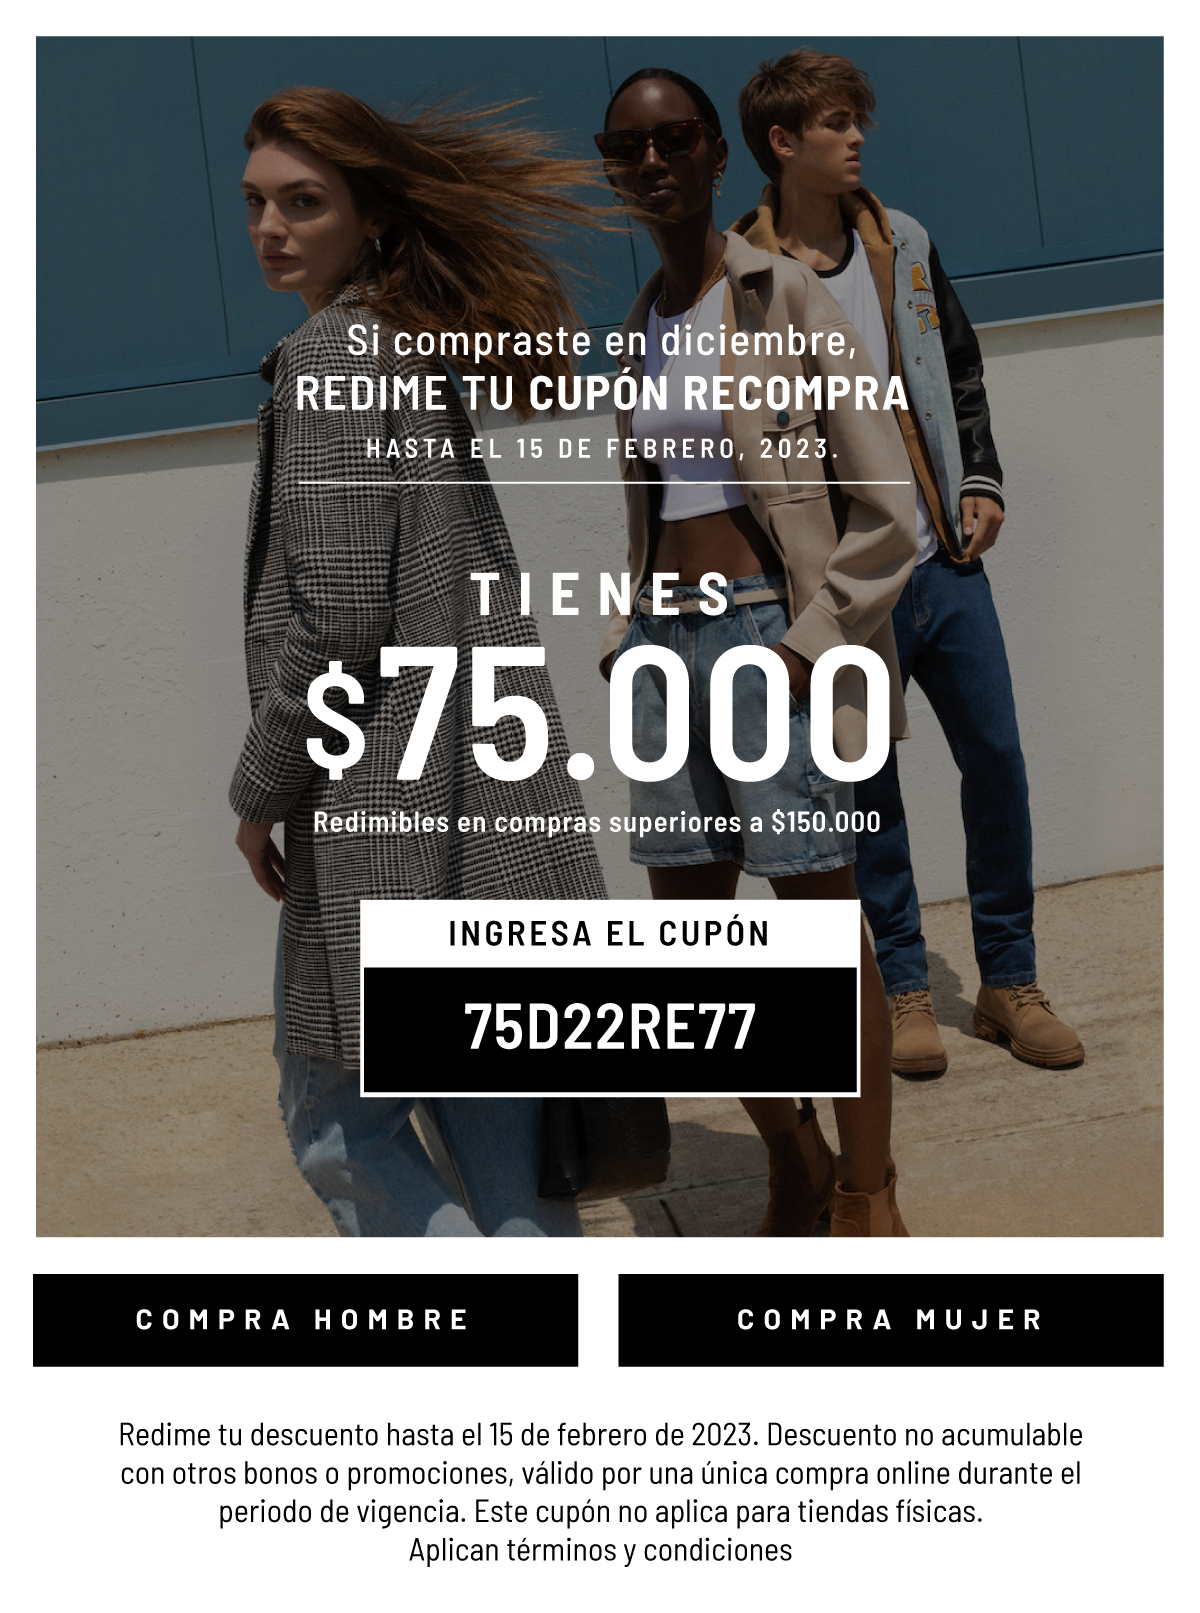 Si compraste en diciembre,
REDIME TU CUPÓN RECOMPRA
HASTA EL 15 DE FEBRERO, 2023.
TIENES
$75.000
Redimibles en compras superiores a $150.000
INGRESA EL CUPÓN
75D22RE77
COMPRA HOMBRE
COMPRA MUJER
Redime tu descuento hasta el 15 de febrero de 2023. Descuento no acumulable
con otros bonos o promociones, válido por una única compra online durante el
periodo de vigencia. Este cupón no aplica para tiendas físicas.
Aplican términos y condiciones